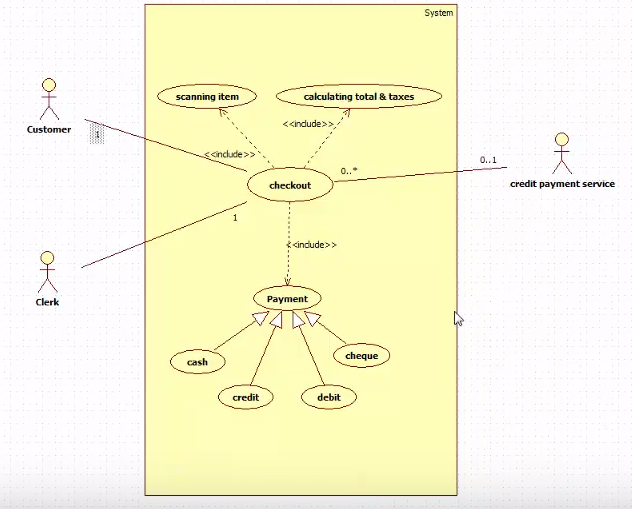 System
scanning item
calculating total & taxes
<<include>>
Customer
1
<<include>>
0..*
0..1
checkout
credit payment service
1
<<include>>
Clerk
Payment
cash
cheque
credit
debit